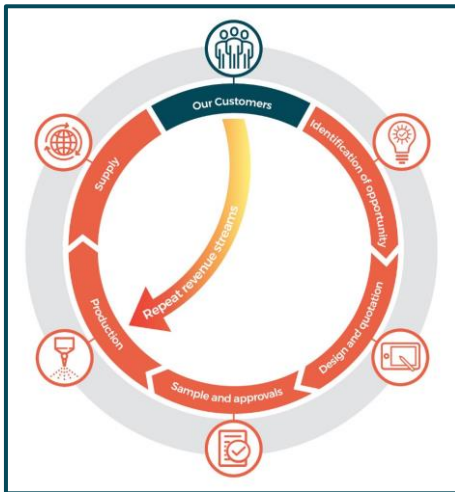 Our Customers
Identification of opportunity
Design and quotation
Sample and approvals
Production
Supply
Repeat revenue streams